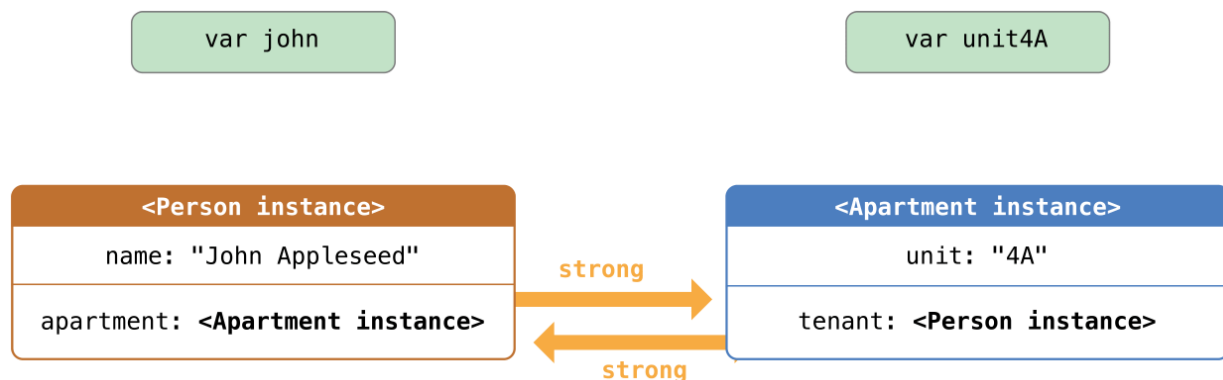 var john
var unit4A
<Person instance>
name: "John Appleseed"
apartment: <Apartment instance>
strong
strong
<Apartment instance>
unit: "4A"
tenant: <Person instance>